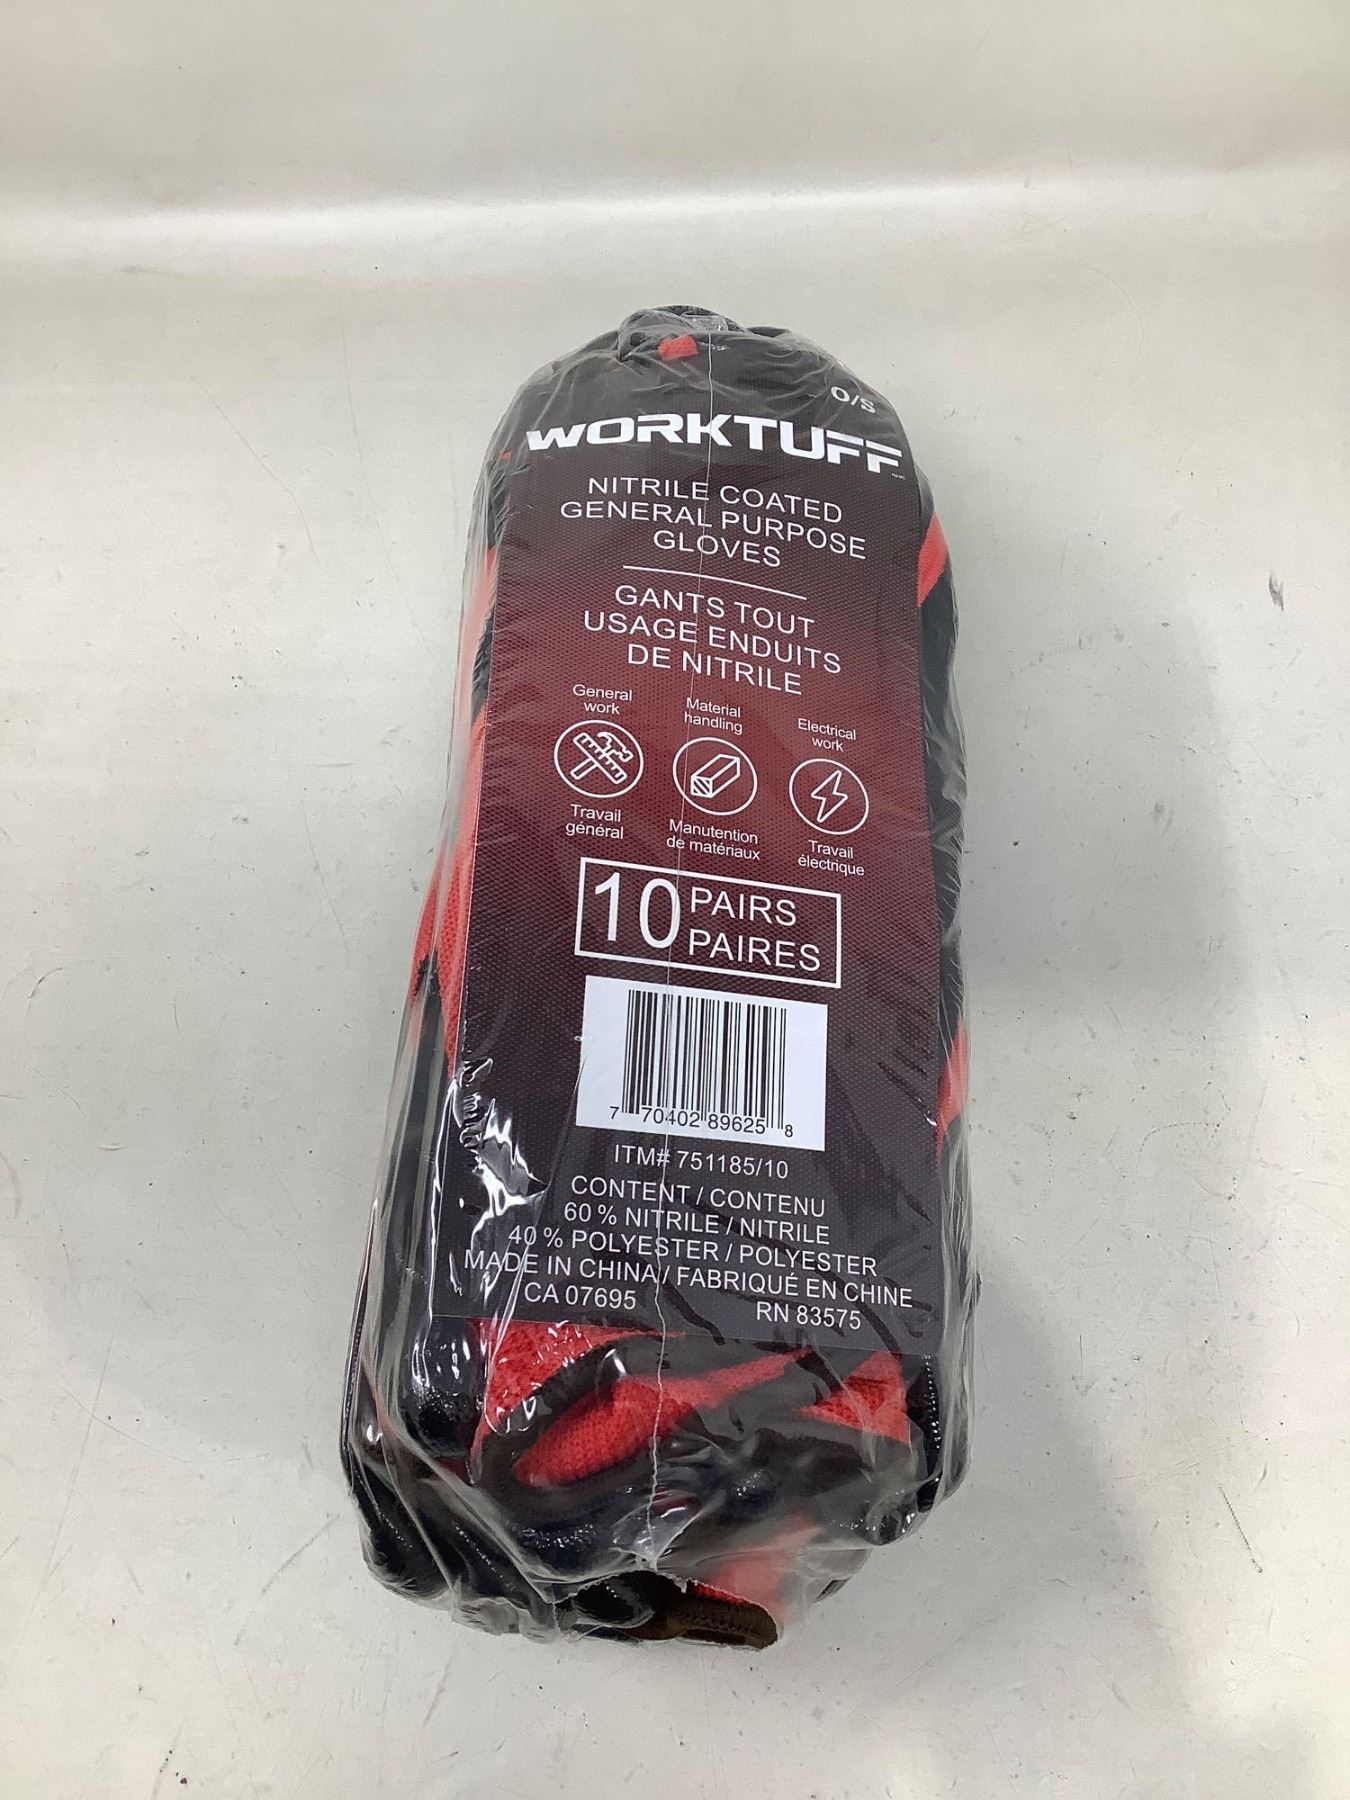 O/S
WORKTUFF
NITRILE COATED
GENERAL PURPOSE
GLOVES
GANTS TOUT
USAGE ENDUITS
DE NITRILE
General
work
Material
handling
Electrical
work
Travail
général
Manutention
de matériaux
Travail
électrique
10 PAIRS
PAIRES
7 70402 89625 8
ITM# 751185/10
CONTENT / CONTENU
60 % NITRILE / NITRILE
40 % POLYESTER / POLYESTER
MADE IN CHINA / FABRIQUÉ EN CHINE
CA 07695 RN 83575